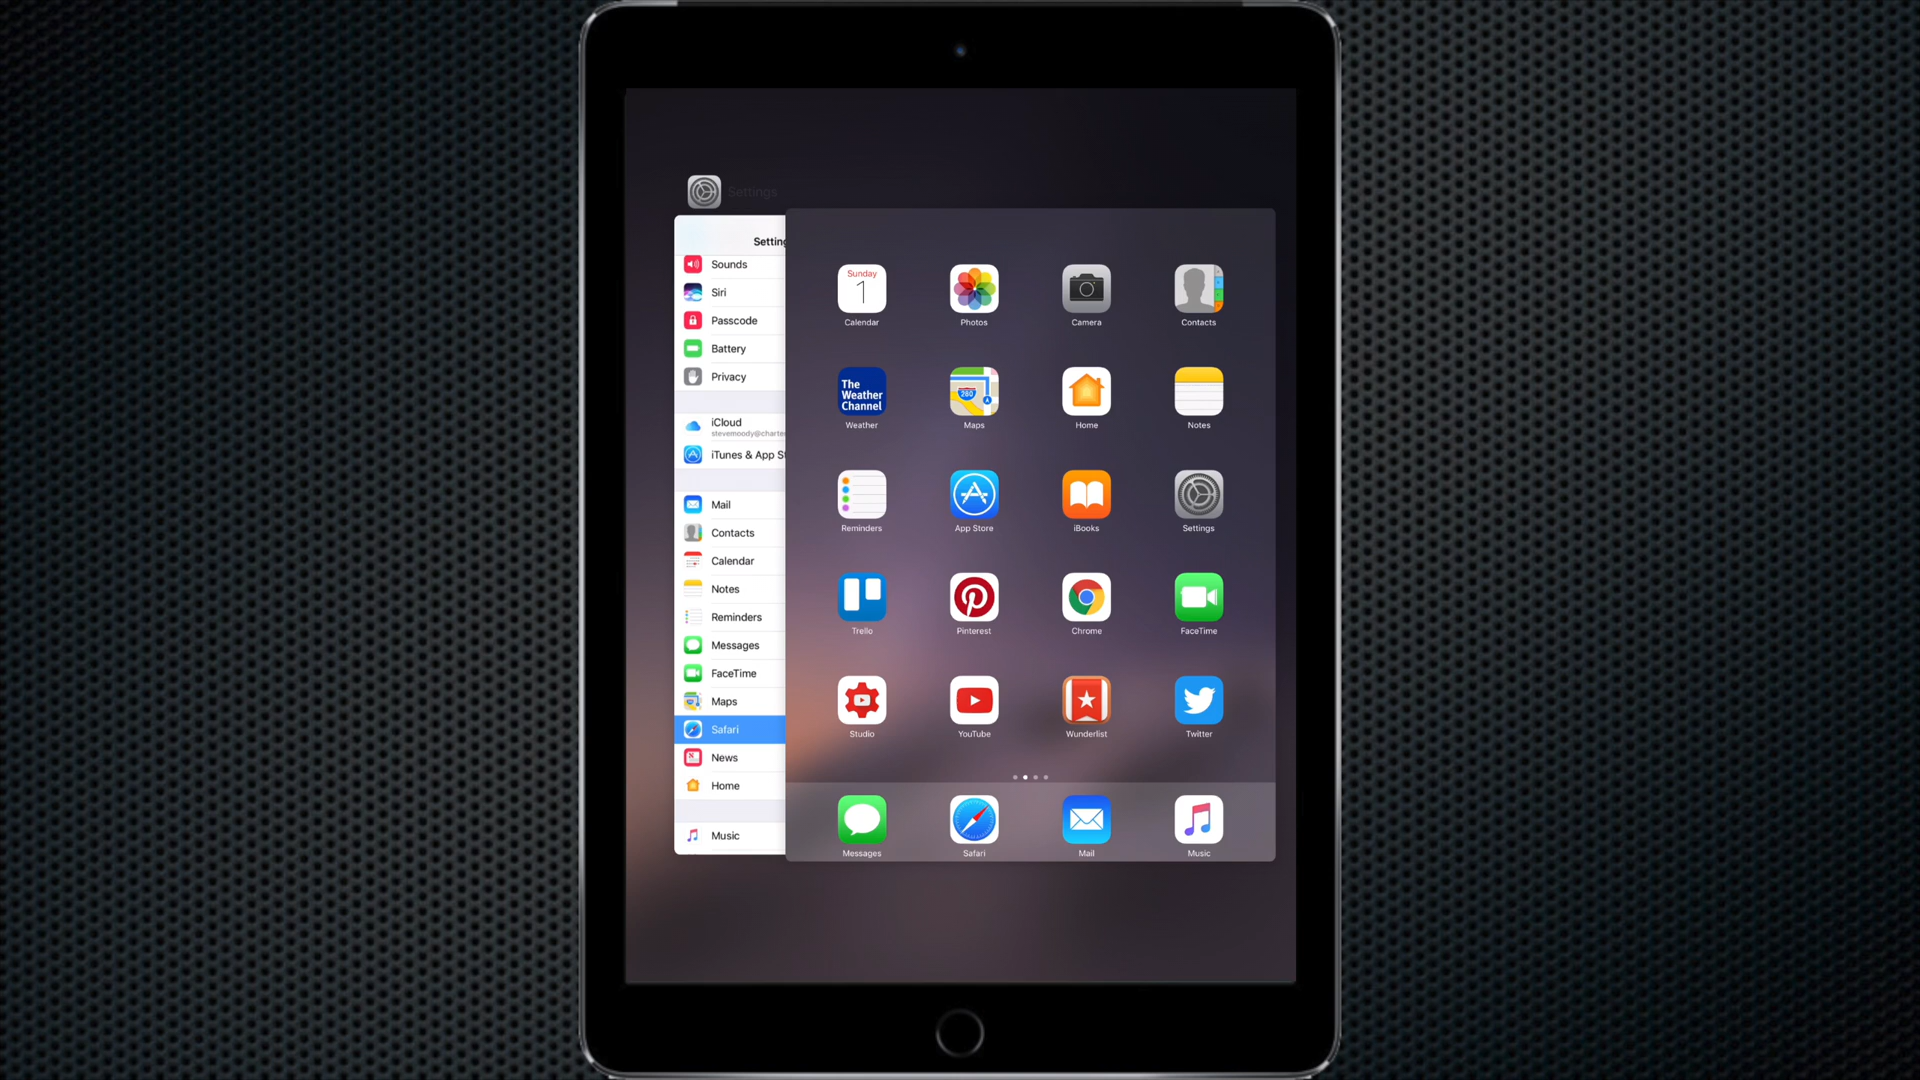 Settings
Setting
Sounds
Siri
Passcode
Battery
Privacy
iCloud
stevemoody@charte
iTunes & App S
Mail
Contacts
Calendar
Notes
Reminders
Messages
FaceTime
Maps
Safari
News
Home
Music
Sunday
1
Calendar
Photos
Camera
Contacts
The
Weather
Channel
280
Weather
Maps
Home
Notes
Reminders
App Store
iBooks
Settings
Trello
Pinterest
Chrome
FaceTime
Studio
YouTube
Wunderlist
Twitter
Messages
Safari
Mail
Music